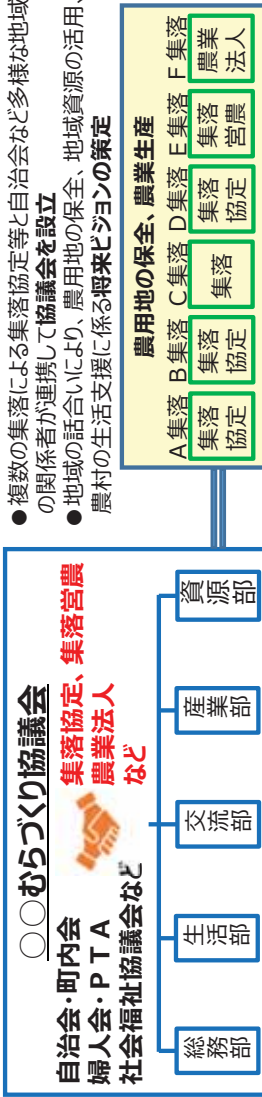 ○○むらづくり協議会
自治会・町内会
婦人会・ＰＴＡ
社会福祉協議会など
集落協定、集落営農
農業法人
など
総務部
生活部
交流部
産業部
資源部
●複数の集落による集落協定等と自治会など多様な地域
の関係者が連携して協議会を設立
●地域の話合いにより、農用地の保全、地域資源の活用、
農村の生活支援に係る将来ビジョンの策定
農用地の保全、農業生産
A集落 B集落 C集落 D集落 E集落 F集落
集落
協定
集落
協定
集落
集落
協定
集落
営農
農業
法人